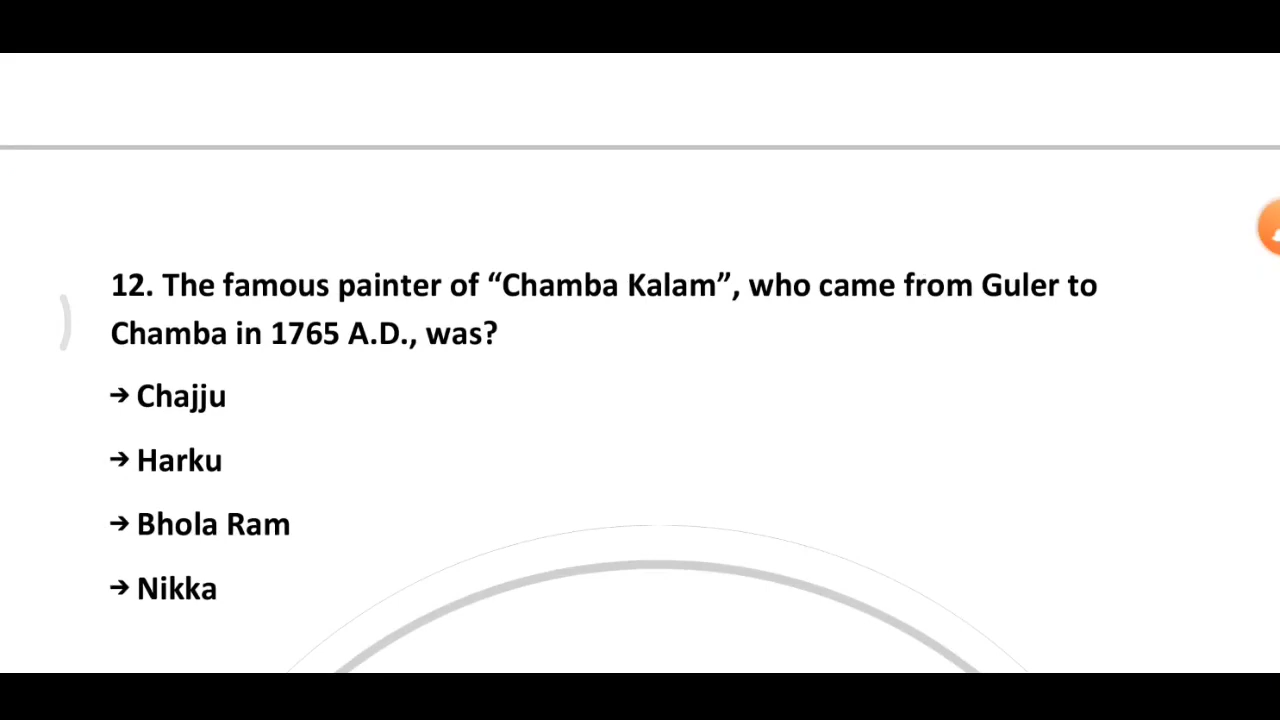 12. The famous painter of “Chamba Kalam”, who came from Guler to
Chamba in 1765 A.D., was?
→ Chajju
→ Harku
→ Bhola Ram
→ Nikka